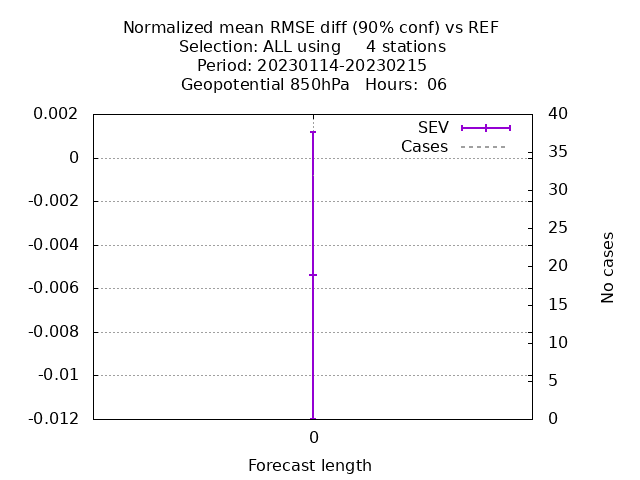 Normalized mean RMSE diff (90% conf) vs REF
Selection: ALL using     4 stations
Period: 20230114-20230215
Geopotential 850hPa   Hours:  06
SEV
Cases
0.002
0
-0.002
-0.004
-0.006
-0.008
-0.01
-0.012
40
35
30
25
20
15
10
5
0
No cases
0
Forecast length